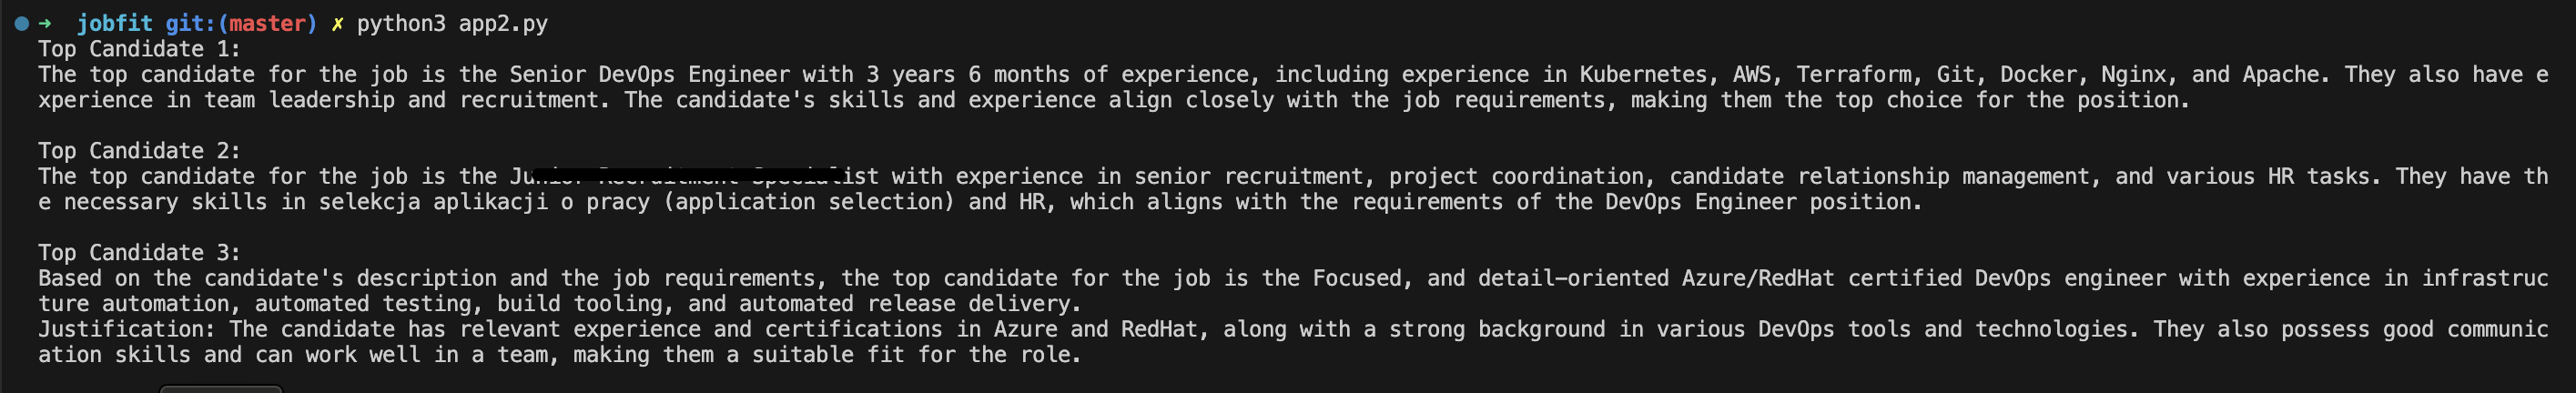 ➜ jobfit git:(master) ✗ python3 app2.py
Top Candidate 1:
The top candidate for the job is the Senior DevOps Engineer with 3 years 6 months of experience, including experience in Kubernetes, AWS, Terraform, Git, Docker, Nginx, and Apache. They also have e
xperience in team leadership and recruitment. The candidate's skills and experience align closely with the job requirements, making them the top choice for the position.
Top Candidate 2:
The top candidate for the job is the with experience in senior recruitment, project coordination, candidate relationship management, and various HR tasks. They have th
e necessary skills in selekcja aplikacji o pracy (application selection) and HR, which aligns with the requirements of the DevOps Engineer position.
Top Candidate 3:
Based on the candidate's description and the job requirements, the top candidate for the job is the Focused, and detail-oriented Azure/RedHat certified DevOps engineer with experience in infrastruc
ture automation, automated testing, build tooling, and automated release delivery.
Justification: The candidate has relevant experience and certifications in Azure and RedHat, along with a strong background in various DevOps tools and technologies. They also possess good communic
ation skills and can work well in a team, making them a suitable fit for the role.